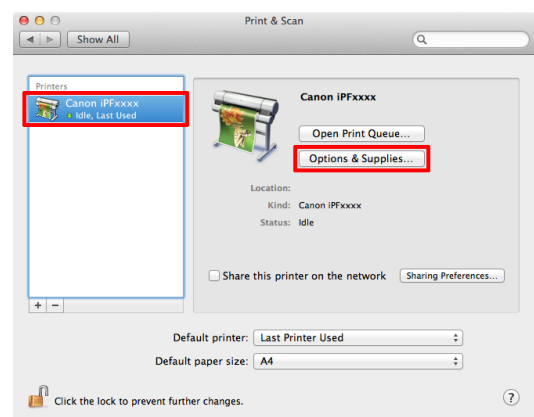 Print & Scan
Show All
Printers
Canon iPFxxxx
Idle, Last Used
Canon iPFxxxx
Open Print Queue...
Options & Supplies...
Location:
Kind: Canon iPFxxxx
Status: Idle
Share this printer on the network Sharing Preferences...
+ −
Default printer: Last Printer Used
Default paper size: A4
Click the lock to prevent further changes. ?